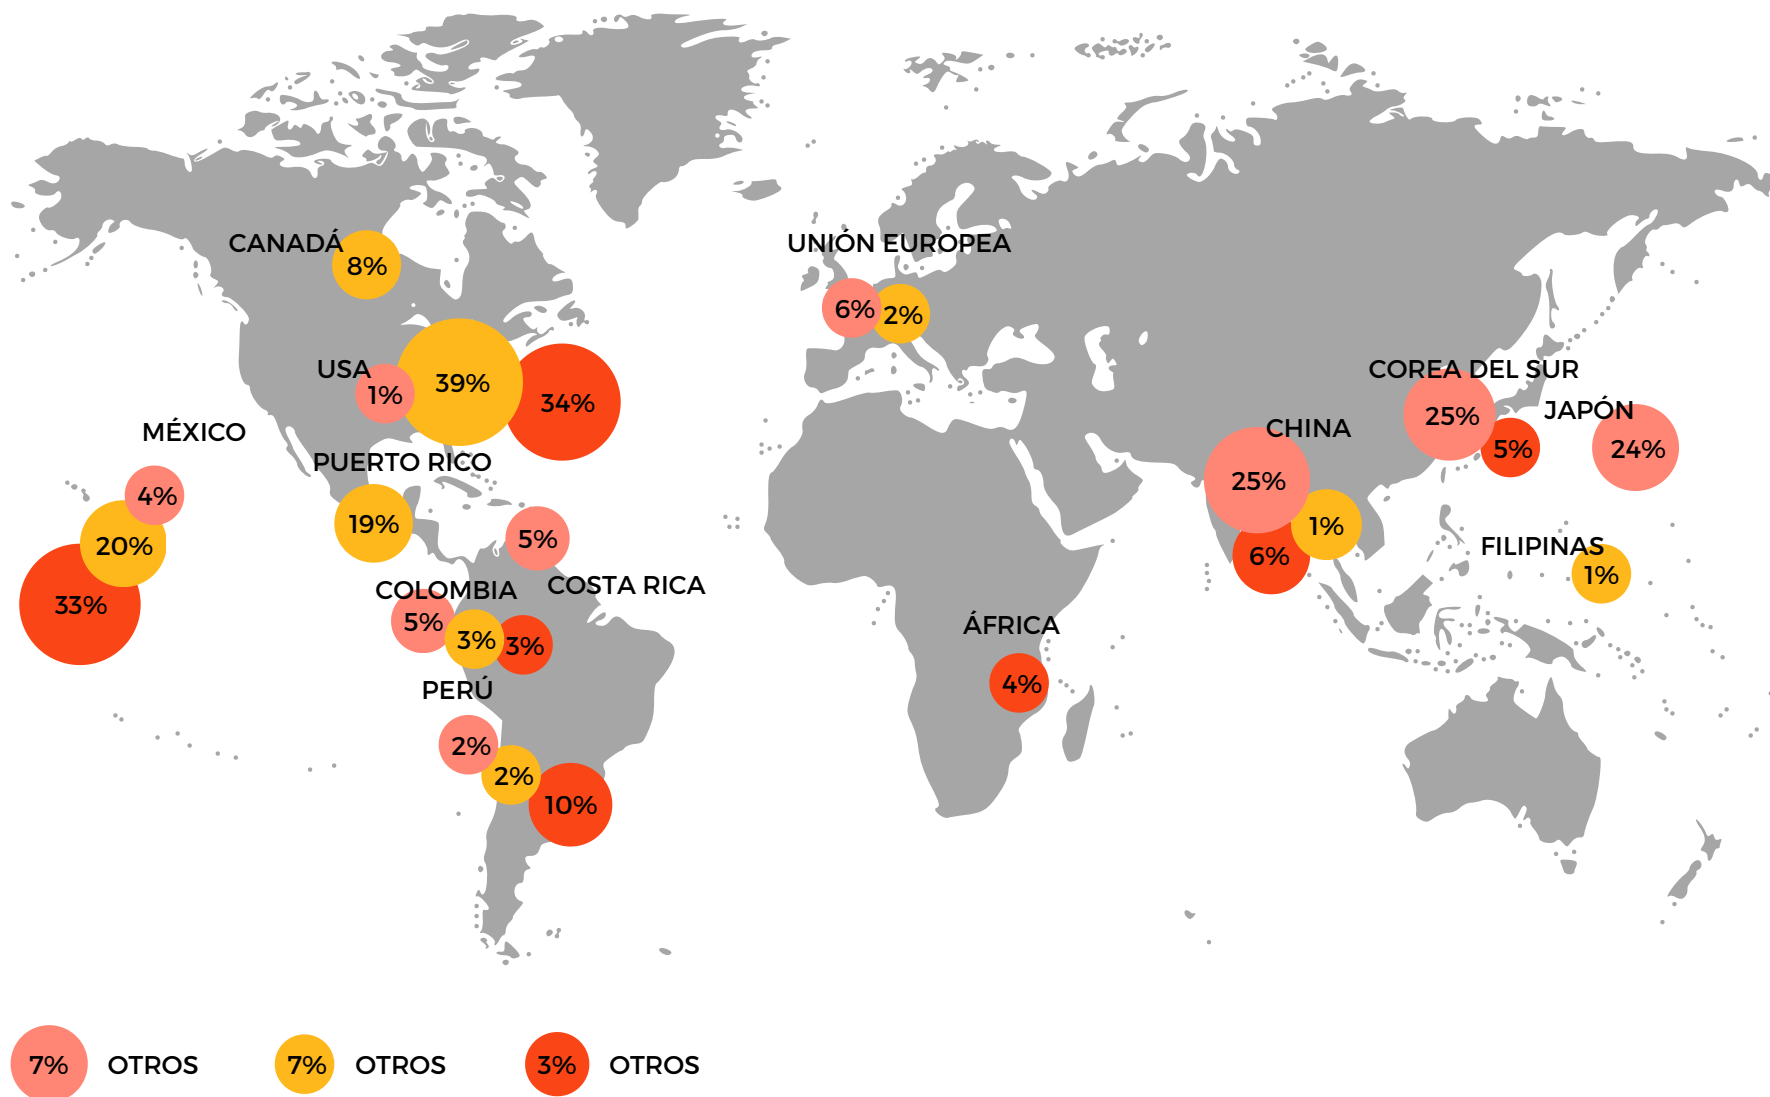 CANADÁ
8%
UNIÓN EUROPEA
6%
2%
USA
1%
39%
34%
COREA DEL SUR
25%
5%
JAPÓN
24%
MÉXICO
4%
20%
33%
CHINA
25%
1%
6%
PUERTO RICO
19%
5%
COSTA RICA
FILIPINAS
1%
COLOMBIA
5%
3%
3%
ÁFRICA
4%
PERÚ
2%
2%
10%
7% OTROS
7% OTROS
3% OTROS